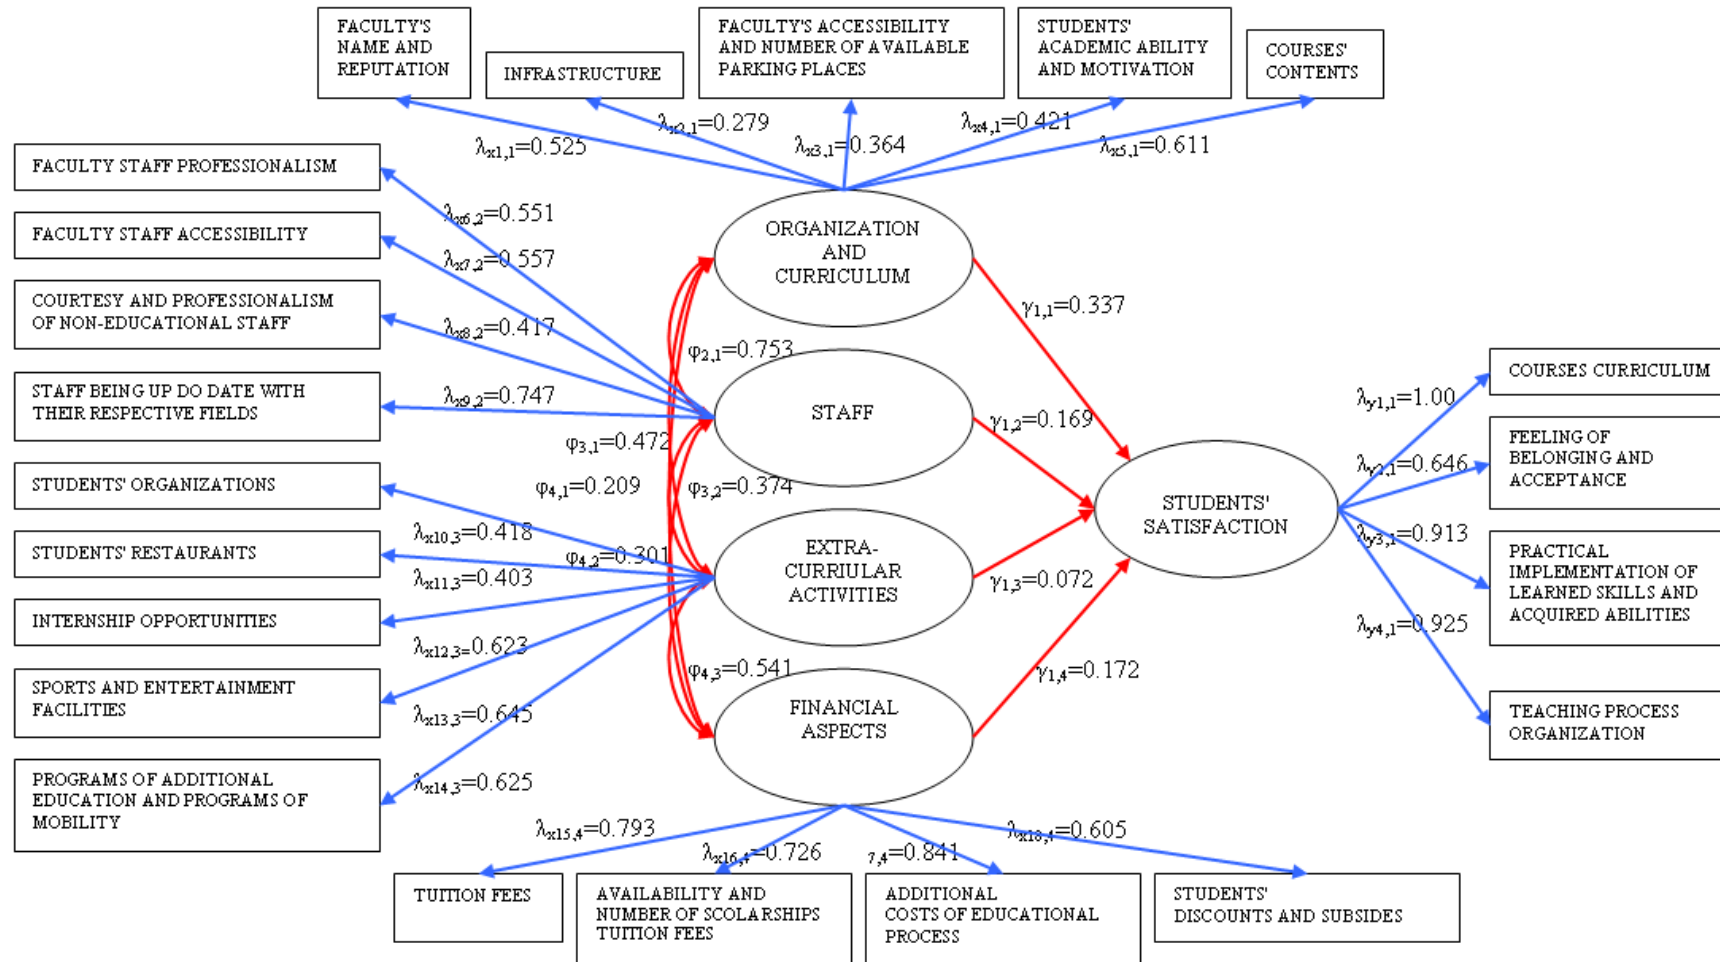 FACULTY'S
NAME AND
REPUTATION
INFRASTRUCTURE
FACULTY'S ACCESSIBILITY
AND NUMBER OF AVAILABLE
PARKING PLACES
STUDENTS'
ACADEMIC ABILITY
AND MOTIVATION
COURSES'
CONTENTS
λx1,1=0.525
λx2,1=0.279
λx3,1=0.364
λx4,1=0.421
λx5,1=0.611
FACULTY STAFF PROFESSIONALISM
FACULTY STAFF ACCESSIBILITY
COURTESY AND PROFESSIONALISM
OF NON-EDUCATIONAL STAFF
STAFF BEING UP DO DATE WITH
THEIR RESPECTIVE FIELDS
STUDENTS' ORGANIZATIONS
STUDENTS' RESTAURANTS
INTERNSHIP OPPORTUNITIES
SPORTS AND ENTERTAINMENT
FACILITIES
PROGRAMS OF ADDITIONAL
EDUCATION AND PROGRAMS OF
MOBILITY
λx6,2=0.551
λx7,2=0.557
λx8,2=0.417
λx9,2=0.747
λx10,3=0.418
λx11,3=0.403
λx12,3=0.623
λx13,3=0.645
λx14,3=0.625
φ2,1=0.753
φ3,1=0.472
φ4,1=0.209
φ3,2=0.374
φ4,2=0.301
φ4,3=0.541
ORGANIZATION
AND
CURRICULUM
STAFF
EXTRA-
CURRIULAR
ACTIVITIES
FINANCIAL
ASPECTS
γ1,1=0.337
γ1,2=0.169
γ1,3=0.072
γ1,4=0.172
STUDENTS'
SATISFACTION
λy1,1=1.00
λy2,1=0.646
λy3,1=0.913
λy4,1=0.925
COURSES CURRICULUM
FEELING OF
BELONGING AND
ACCEPTANCE
PRACTICAL
IMPLEMENTATION OF
LEARNED SKILLS AND
ACQUIRED ABILITIES
TEACHING PROCESS
ORGANIZATION
λx15,4=0.793
λx16,4=0.726
7,4=0.841
λx18,4=0.605
TUITION FEES
AVAILABILITY AND
NUMBER OF SCOLARSHIPS
TUITION FEES
ADDITIONAL
COSTS OF EDUCATIONAL
PROCESS
STUDENTS'
DISCOUNTS AND SUBSIDES